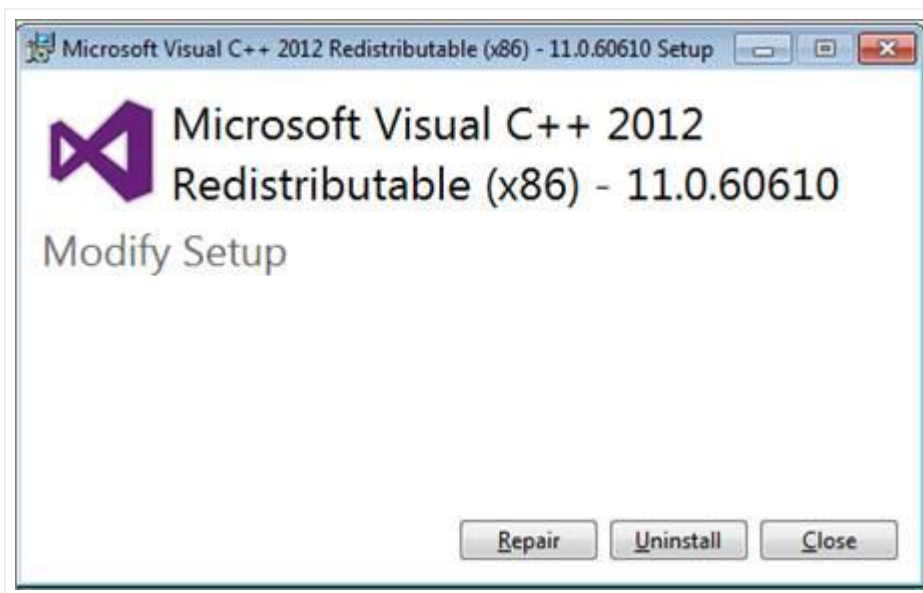 Microsoft Visual C++ 2012 Redistributable (x86) - 11.0.60610 Setup
Microsoft Visual C++ 2012
Redistributable (x86) - 11.0.60610
Modify Setup
Repair Uninstall Close